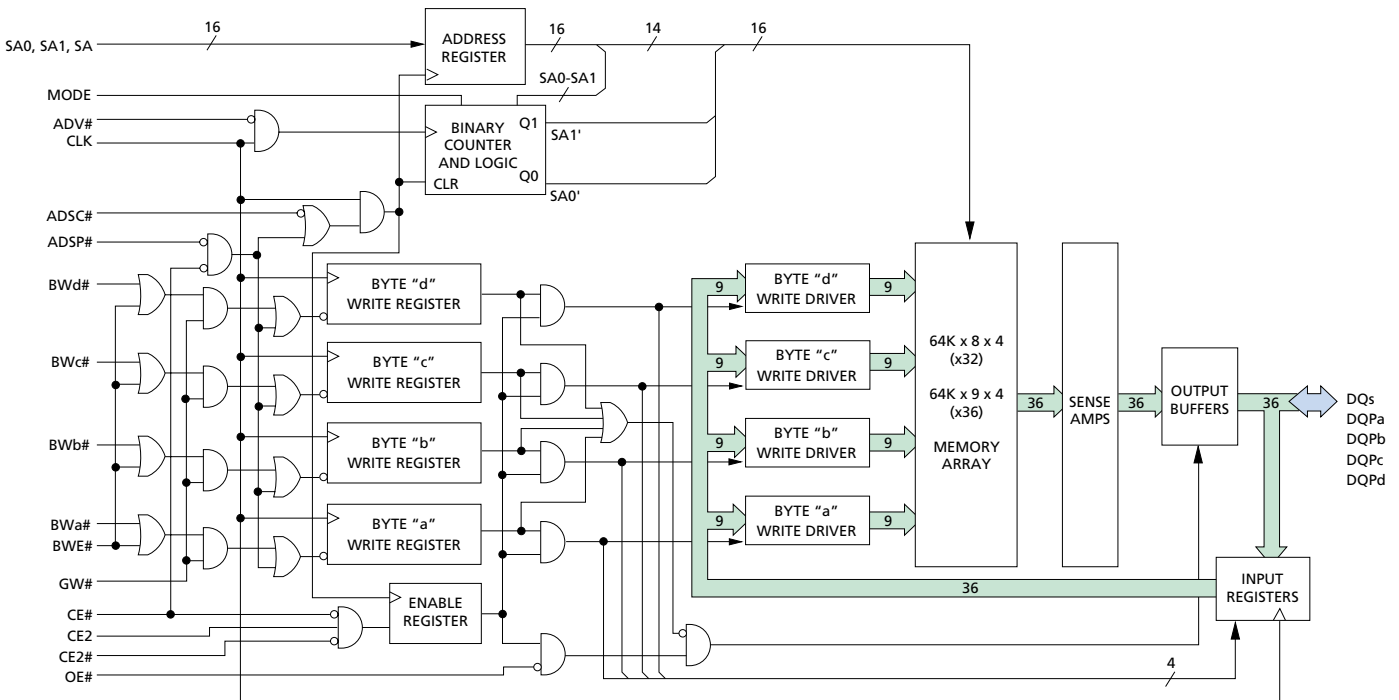 16
SA0, SA1, SA
ADDRESS
REGISTER
16
14
16
SA0-SA1
MODE
ADV#
CLK
BINARY
COUNTER
AND LOGIC
CLR
Q1
SA1'
Q0
SA0'
ADSC#
ADSP#
BWd#
BYTE “d”
WRITE REGISTER
9
BYTE “d”
WRITE DRIVER
9
BWc#
BYTE “c”
WRITE REGISTER
9
BYTE “c”
WRITE DRIVER
9
BWb#
BYTE “b”
WRITE REGISTER
9
BYTE “b”
WRITE DRIVER
9
BWa#
BWE#
BYTE “a”
WRITE REGISTER
9
BYTE “a”
WRITE DRIVER
9
64K x 8 x 4
(x32)
64K x 9 x 4
(x36)
MEMORY
ARRAY
36
SENSE
AMPS
36
OUTPUT
BUFFERS
36
DQs
DQPa
DQPb
DQPc
DQPd
GW#
CE#
CE2
CE2#
OE#
ENABLE
REGISTER
36
INPUT
REGISTERS
4